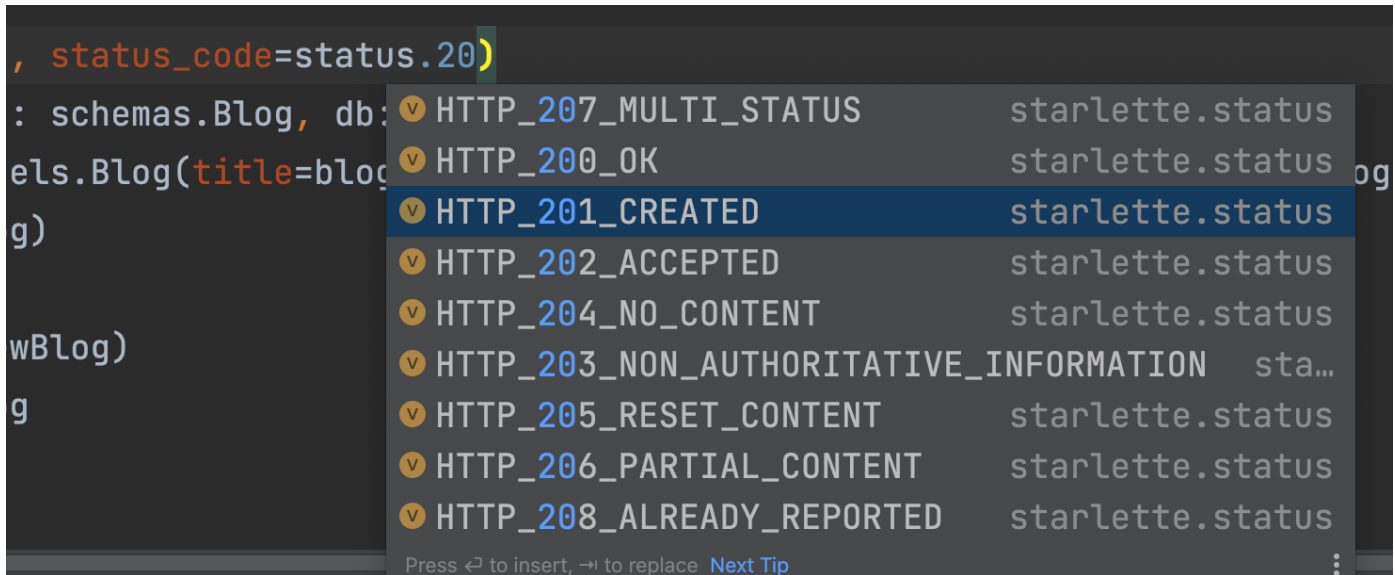 , status_code=status.20)
: schemas.Blog, db:
els.Blog(title=blog
og
g)
wBlog)
g
HTTP_207_MULTI_STATUS starlette.status
HTTP_200_OK starlette.status
HTTP_201_CREATED starlette.status
HTTP_202_ACCEPTED starlette.status
HTTP_204_NO_CONTENT starlette.status
HTTP_203_NON_AUTHORITATIVE_INFORMATION sta…
HTTP_205_RESET_CONTENT starlette.status
HTTP_206_PARTIAL_CONTENT starlette.status
HTTP_208_ALREADY_REPORTED starlette.status
Press ↵ to insert, →| to replace Next Tip